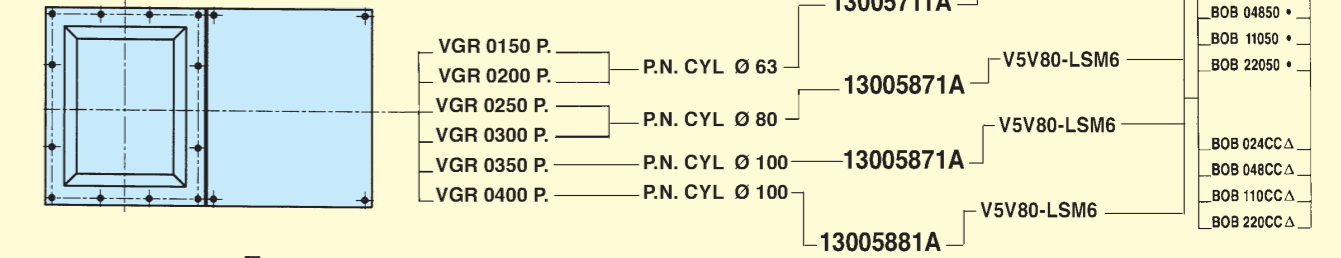 13005711A
BOB 04850 •
BOB 11050 •
BOB 22050 •
VGR 0150 P.
VGR 0200 P.
P.N. CYL Ø 63
VGR 0250 P.
VGR 0300 P.
P.N. CYL Ø 80
13005871A
V5V80-LSM6
VGR 0350 P.
P.N. CYL Ø 100
13005871A
V5V80-LSM6
VGR 0400 P.
P.N. CYL Ø 100
13005881A
V5V80-LSM6
BOB 024CC Δ
BOB 048CC Δ
BOB 110CC Δ
BOB 220CC Δ